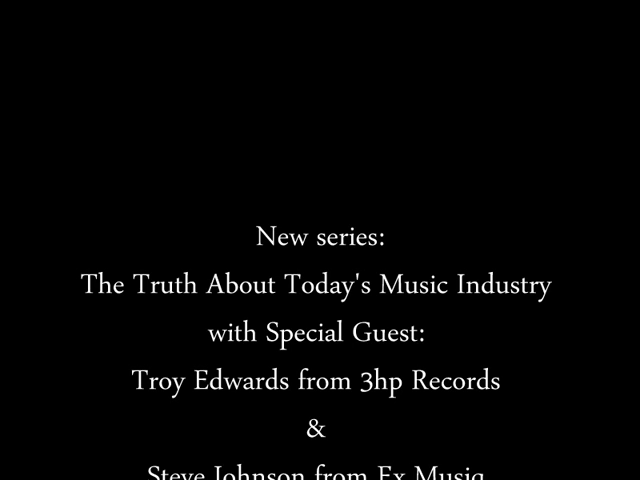 New series:
The Truth About Today's Music Industry
with Special Guest:
Troy Edwards from 3hp Records
&
Steve Johnson from Ex Musiq